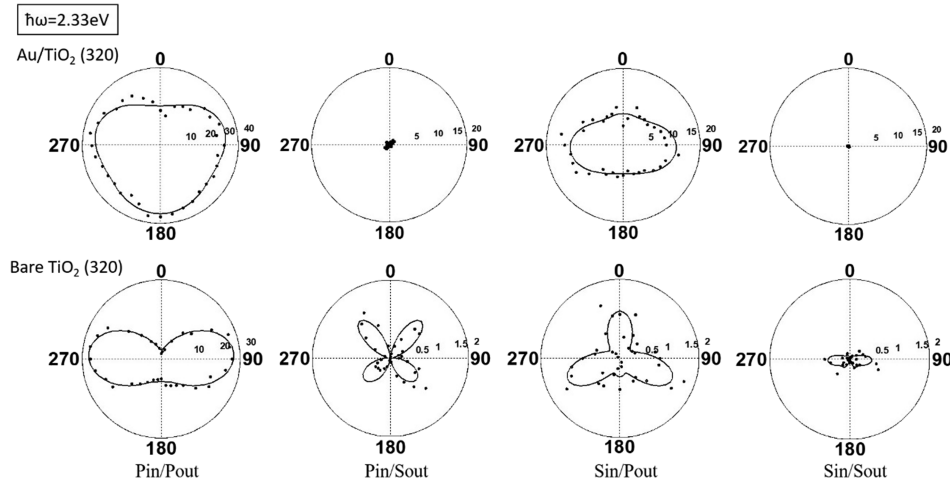 ħω=2.33eV
Au/TiO₂ (320)
0 0 0 0
10 20 30 40 5 10 15 20 5 10 15 20 5 10 15 20
270 90 270 90 270 90 270 90
180 180 180 180
Bare TiO₂ (320)
0 0 0 0
10 20 30 0.5 1 1.5 2 0.5 1 1.5 2 0.5 1 1.5 2
270 90 270 90 270 90 270 90
180 180 180 180
Pin/Pout Pin/Sout Sin/Pout Sin/Sout